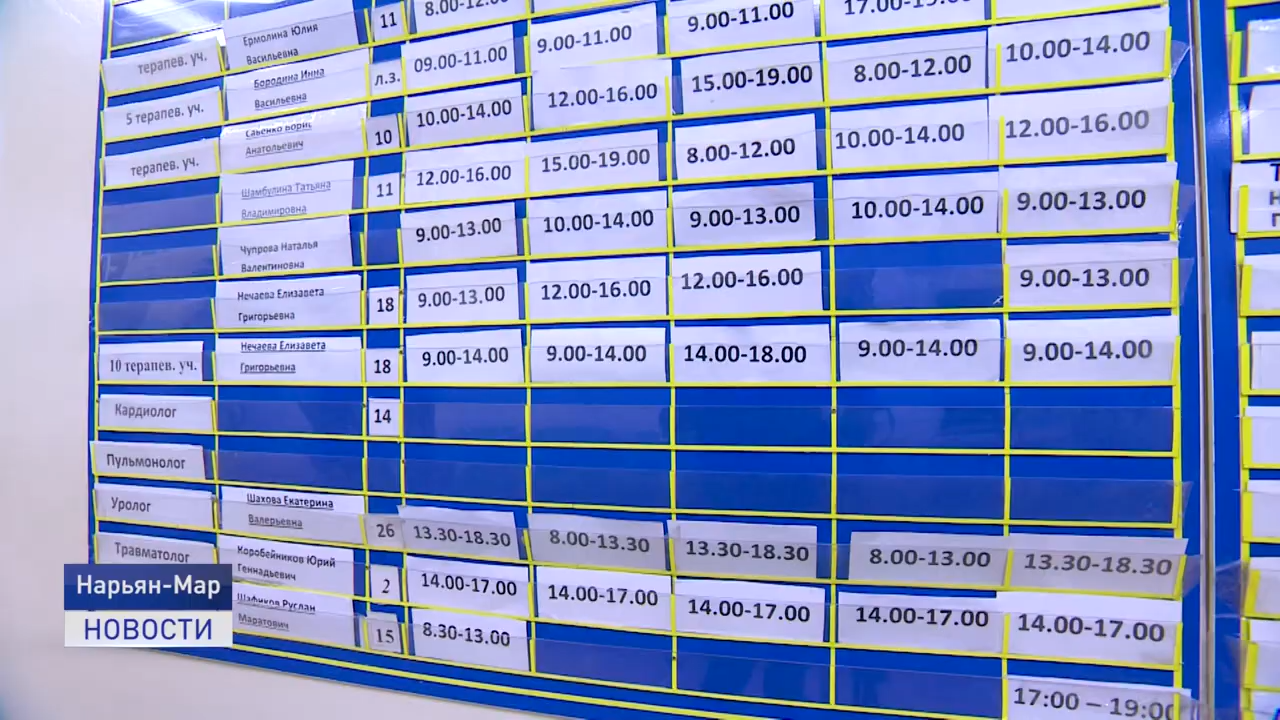 11
8.00-12.00
9.00-11.00
Ермолина Юлия
Васильевна
терапев. уч.
09.00-11.00
9.00-11.00
15.00-19.00
8.00-12.00
10.00-14.00
Бородина Инна
Васильевна
л.з.
5 терапев. уч.
10.00-14.00
12.00-16.00
8.00-12.00
10.00-14.00
12.00-16.00
Борис
Анатольевич
10
терапев. уч.
12.00-16.00
15.00-19.00
9.00-13.00
10.00-14.00
9.00-13.00
Шамбулина Татьяна
Владимировна
11
9.00-13.00
10.00-14.00
12.00-16.00
9.00-13.00
Чупрова Наталья
Валентиновна
Нечаева Елизавета
Григорьевна
18
9.00-13.00
12.00-16.00
10 терапев. уч.
Нечаева Елизавета
Григорьевна
18
9.00-14.00
9.00-14.00
14.00-18.00
9.00-14.00
9.00-14.00
Кардиолог
14
Пульмонолог
Уролог
Шахова Екатерина
Валерьевна
26
13.30-18.30
8.00-13.30
13.30-18.30
8.00-13.00
13.30-18.30
Травматолог
Коробейников Юрий
Геннадьевич
2
14.00-17.00
14.00-17.00
14.00-17.00
14.00-17.00
14.00-17.00
Шафиков Руслан
Маратович
15
8.30-13.00
17:00 – 19:00
Нарьян-Мар
НОВОСТИ